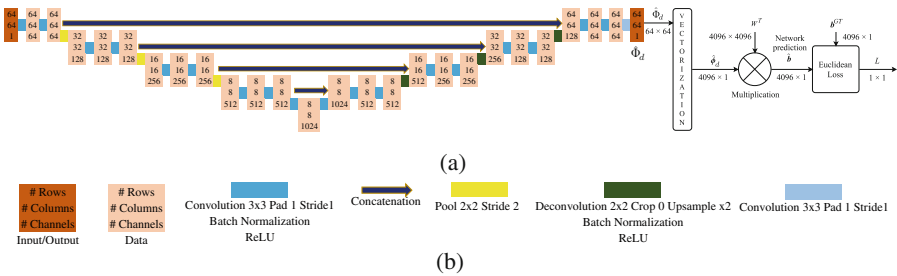 64 64 1
64 64 64
64 64 64
32 32 128
32 32 128
32 32 128
16 16 256
16 16 256
16 16 256
8 8 512
8 8 512
8 8 512
8 8 1024
8 8 1024
8 8 512
8 8 512
16 16 512
16 16 256
16 16 256
32 32 256
32 32 128
32 32 128
64 64 128
64 64 64
64 64 64
64 64 1
Φ̂_d
Φ̂_d
64 × 64
VECTORIZATION
ϕ̂_d
4096 × 1
W^T
4096 × 4096
Multiplication
Network
prediction
b̂
4096 × 1
b^GT
4096 × 1
Euclidean
Loss
L
1 × 1
(a)
# Rows
# Columns
# Channels
Input/Output
# Rows
# Columns
# Channels
Data
Convolution 3x3 Pad 1 Stride1
Batch Normalization
ReLU
Concatenation
Pool 2x2 Stride 2
Deconvolution 2x2 Crop 0 Upsample x2
Batch Normalization
ReLU
Convolution 3x3 Pad 1 Stride1
(b)